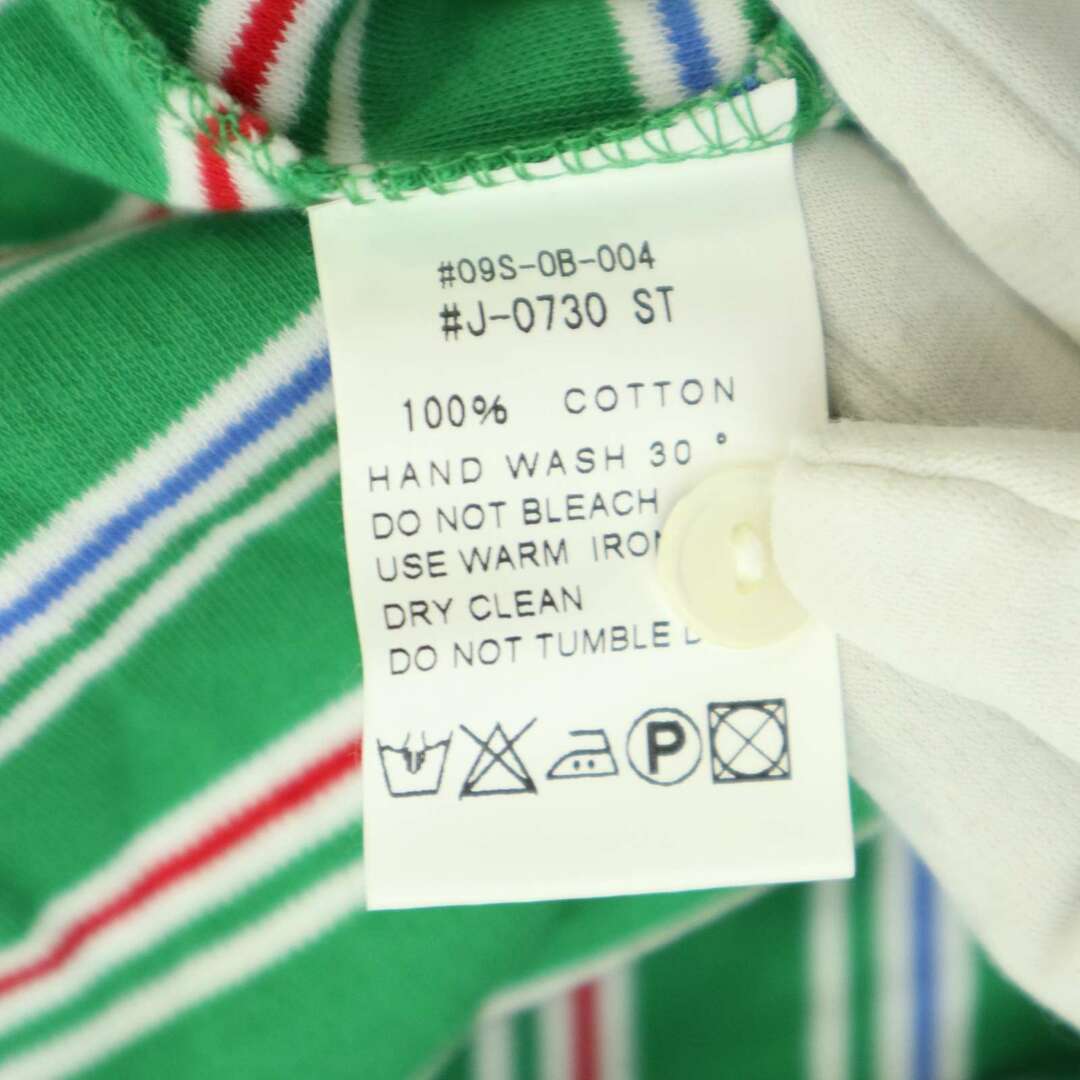 #09S-0B-004
#J-0730 ST
100% COTTON
HAND WASH 30°
DO NOT BLEACH
USE WARM IRON
DRY CLEAN
DO NOT TUMBLE
P